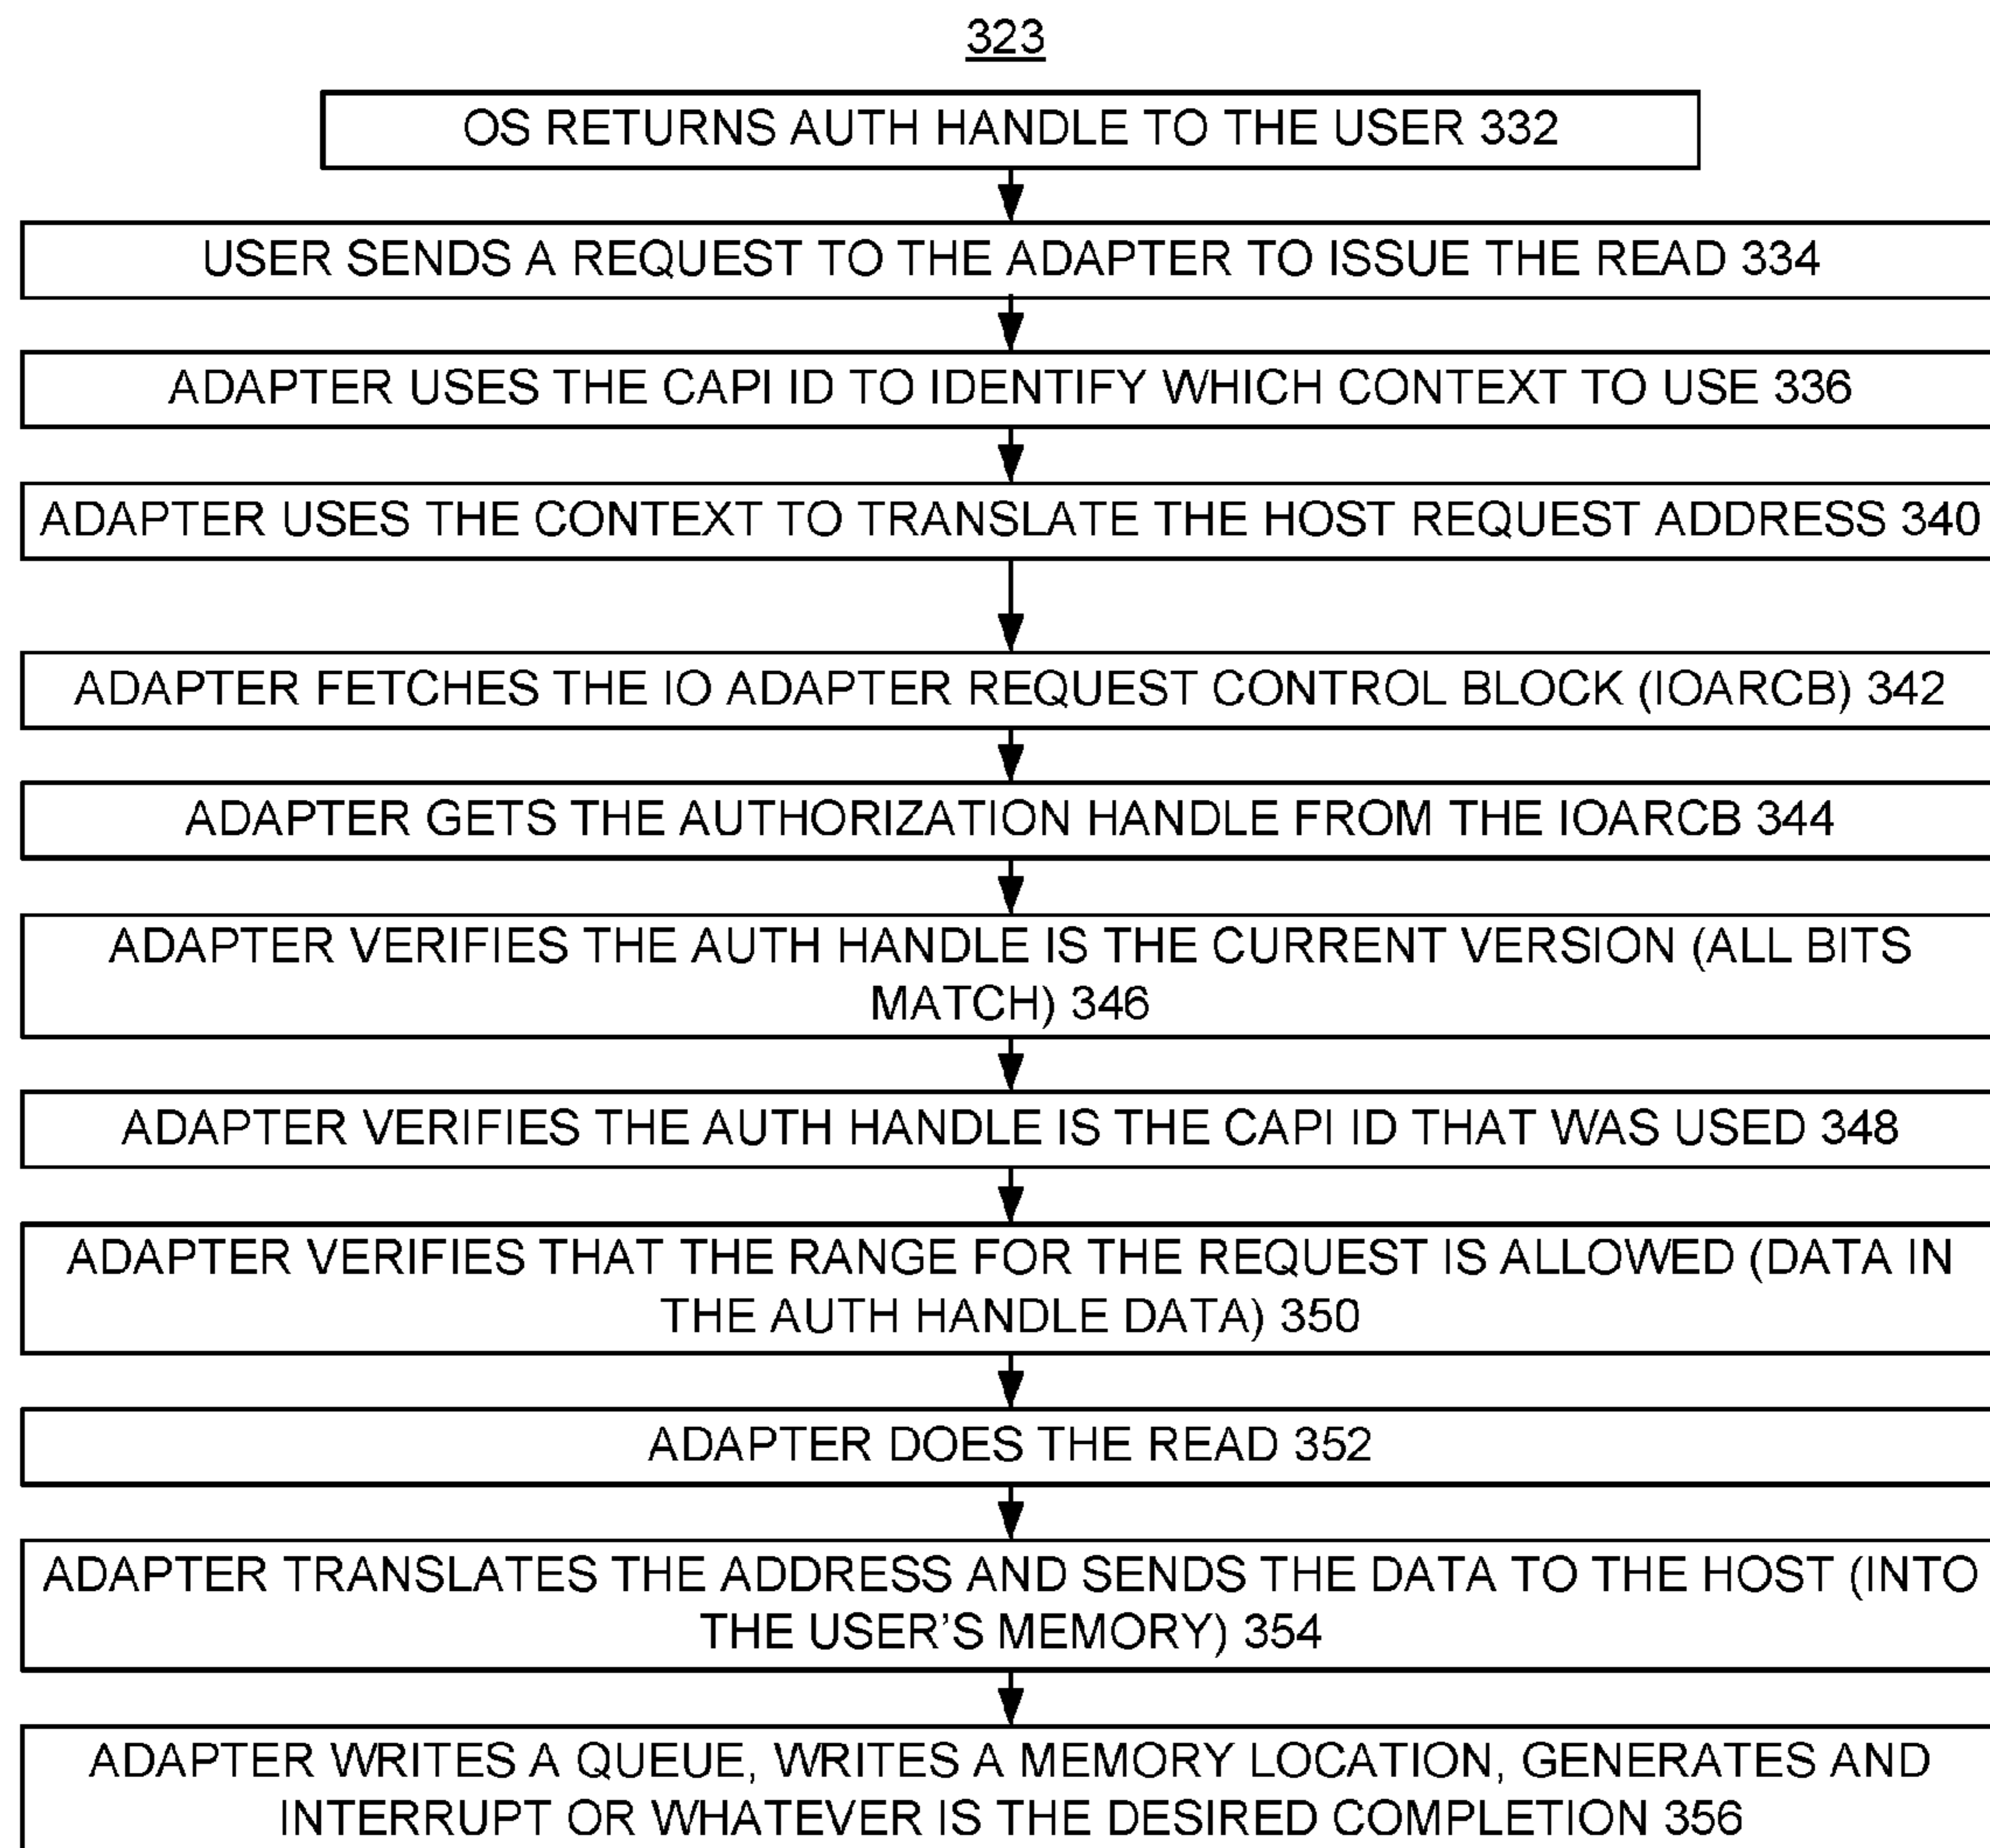 323
OS RETURNS AUTH HANDLE TO THE USER 332
USER SENDS A REQUEST TO THE ADAPTER TO ISSUE THE READ 334
ADAPTER USES THE CAPI ID TO IDENTIFY WHICH CONTEXT TO USE 336
ADAPTER USES THE CONTEXT TO TRANSLATE THE HOST REQUEST ADDRESS 340
ADAPTER FETCHES THE IO ADAPTER REQUEST CONTROL BLOCK (IOARCB) 342
ADAPTER GETS THE AUTHORIZATION HANDLE FROM THE IOARCB 344
ADAPTER VERIFIES THE AUTH HANDLE IS THE CURRENT VERSION (ALL BITS
MATCH) 346
ADAPTER VERIFIES THE AUTH HANDLE IS THE CAPI ID THAT WAS USED 348
ADAPTER VERIFIES THAT THE RANGE FOR THE REQUEST IS ALLOWED (DATA IN
THE AUTH HANDLE DATA) 350
ADAPTER DOES THE READ 352
ADAPTER TRANSLATES THE ADDRESS AND SENDS THE DATA TO THE HOST (INTO
THE USER'S MEMORY) 354
ADAPTER WRITES A QUEUE, WRITES A MEMORY LOCATION, GENERATES AND
INTERRUPT OR WHATEVER IS THE DESIRED COMPLETION 356